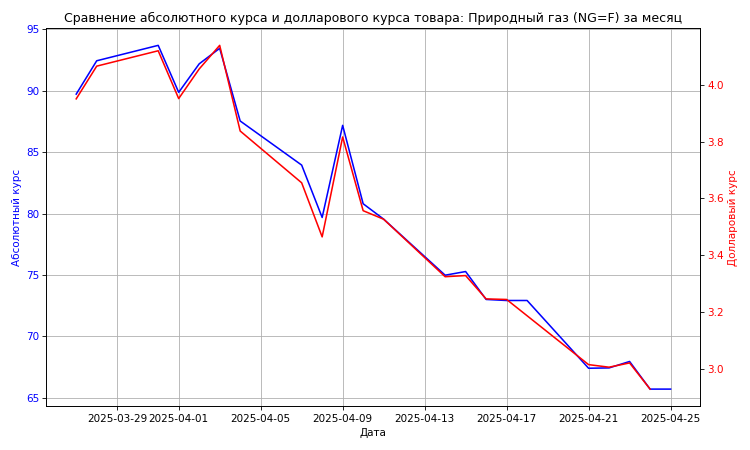 Сравнение абсолютного курса и долларового курса товара: Природный газ (NG=F) за месяц
95
90
85
80
75
70
65
Абсолютный курс
4.0
3.8
3.6
3.4
3.2
3.0
Долларовый курс
2025-03-29 2025-04-01 2025-04-05 2025-04-09 2025-04-13 2025-04-17 2025-04-21 2025-04-25
Дата